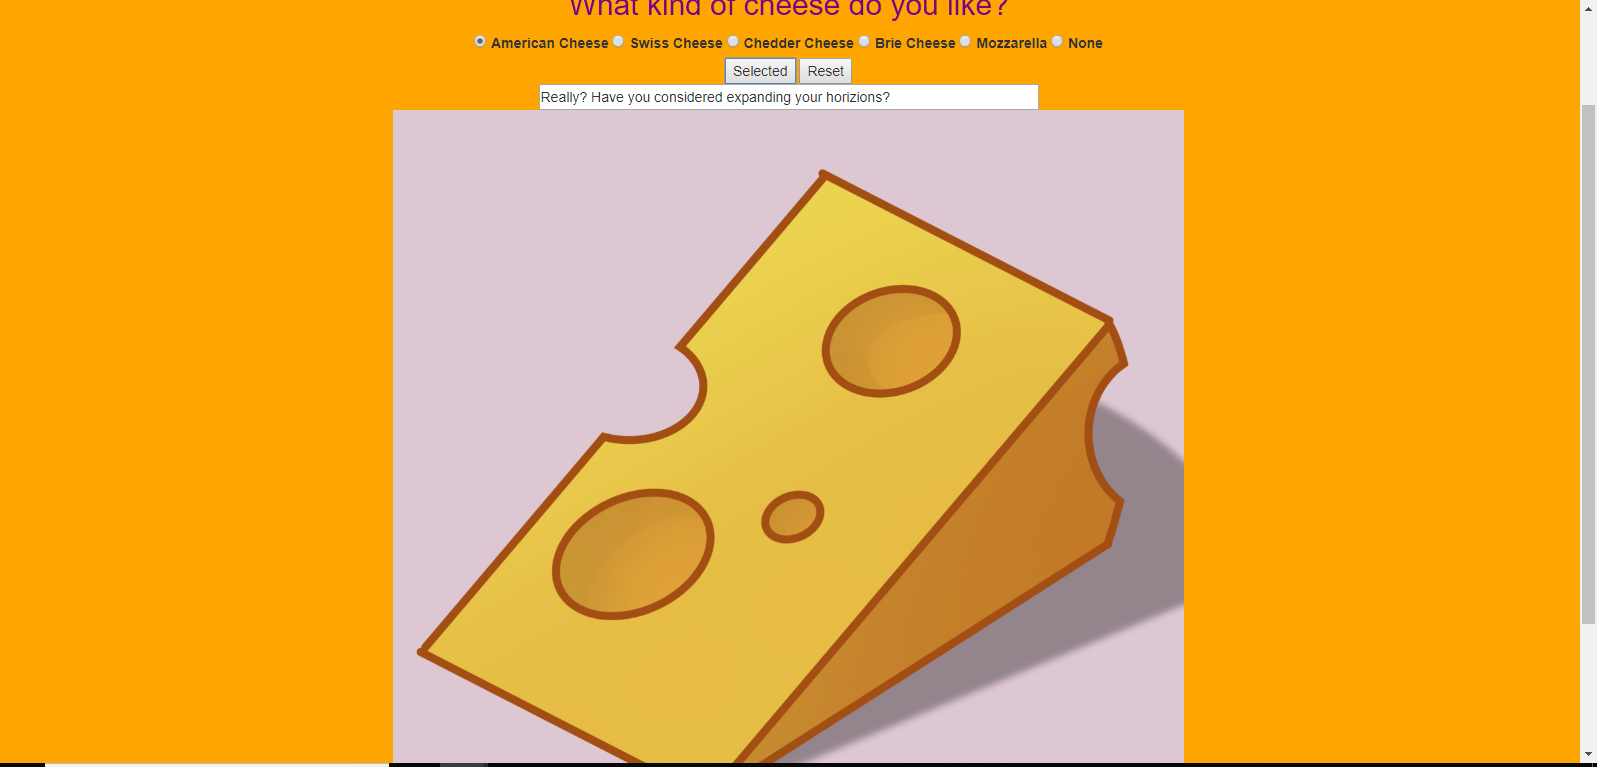 What kind of cheese do you like?
American Cheese Swiss Cheese Chedder Cheese Brie Cheese Mozzarella None
Selected Reset
Really? Have you considered expanding your horizions?